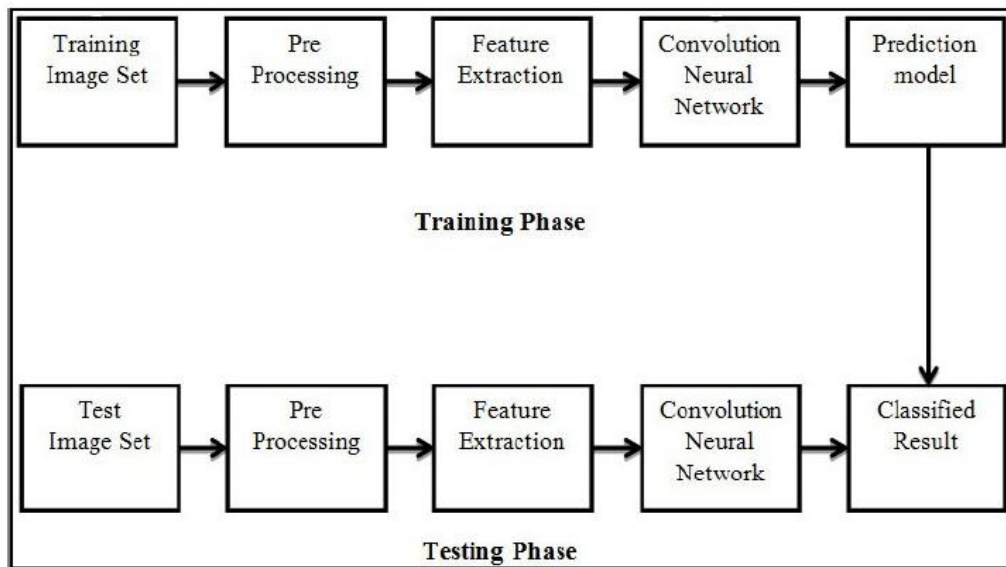 Training
Image Set
Pre
Processing
Feature
Extraction
Convolution
Neural
Network
Prediction
model
Training Phase
Test
Image Set
Pre
Processing
Feature
Extraction
Convolution
Neural
Network
Classified
Result
Testing Phase